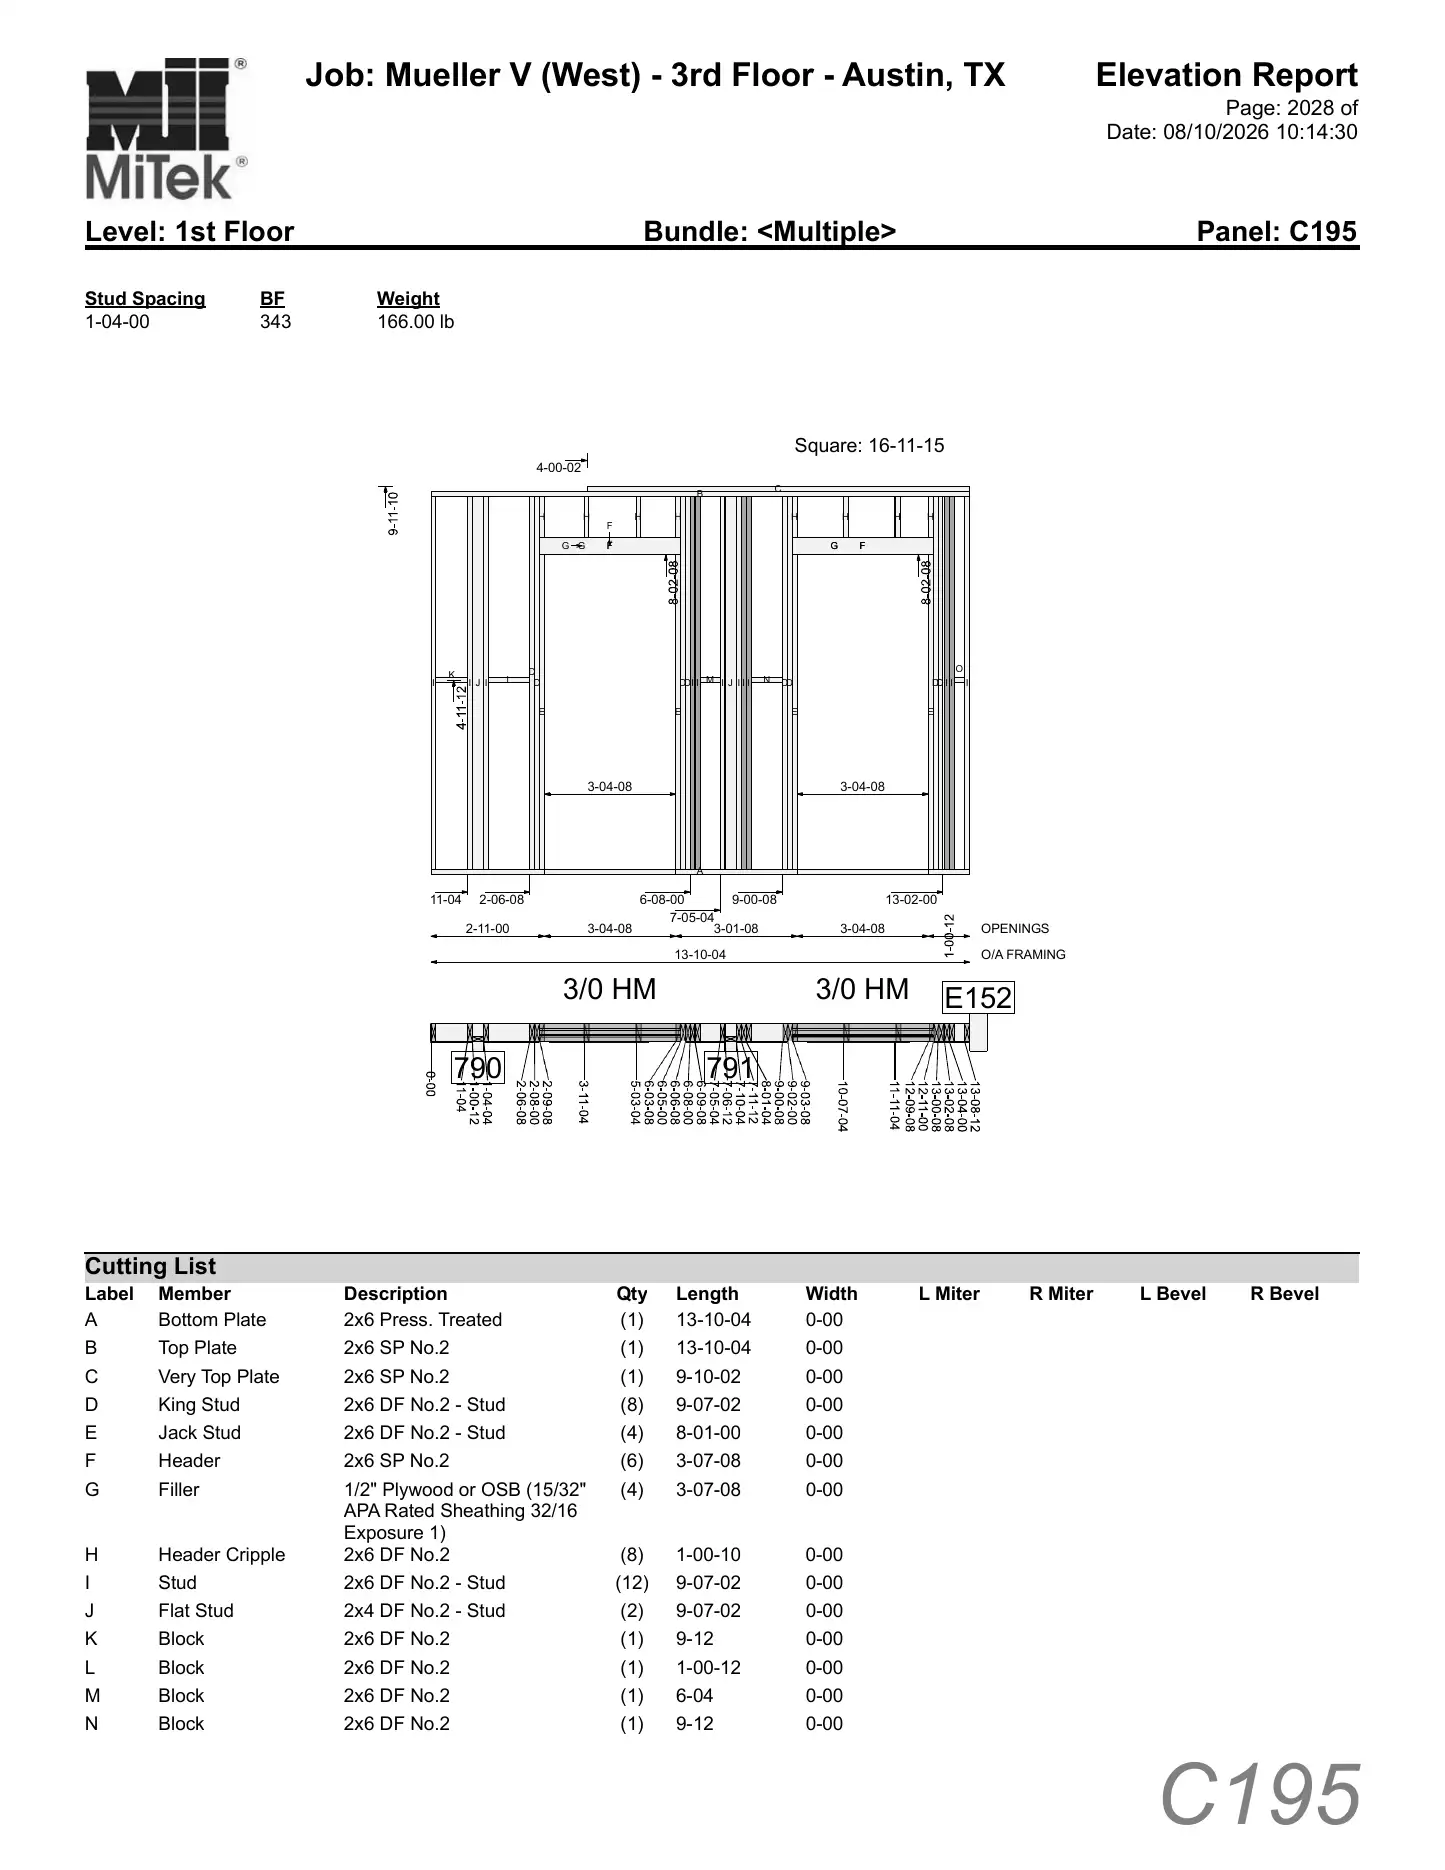 Job: Mueller V (West) - 3rd Floor - Austin, TX
Elevation Report
Page: 2028 of
Date: 08/10/2026 10:14:30
MiTek®
Level: 1st Floor Bundle: <Multiple> Panel: C195
Stud Spacing BF Weight
1-04-00 343 166.00 lb
Square: 16-11-15
4-00-02
9-11-10
C
B
H H H H H H H H
F
G G F G F
8-02-08 8-02-08
K D O
I I J I I D D D I I M I J I I I N D D D D I I I
4-11-12
E E E E
3-04-08 3-04-08
A
11-04 2-06-08 6-08-00 9-00-08 13-02-00
7-05-04
2-11-00 3-04-08 3-01-08 3-04-08 1-00-12 OPENINGS
13-10-04 O/A FRAMING
3/0 HM 3/0 HM E152
790 791
0-00 11-04 1-00-12 1-04-04 2-06-08 2-08-00 2-09-08 3-11-04 5-03-04 6-03-08 6-05-00 6-06-08 6-08-00 6-09-08 7-05-04 7-06-12 7-10-04 7-11-12 8-01-04 9-00-08 9-02-00 9-03-08 10-07-04 11-11-04 12-09-08 12-11-00 13-00-08 13-02-08 13-04-00 13-08-12
Cutting List
Label Member Description Qty Length Width L Miter R Miter L Bevel R Bevel
A Bottom Plate 2x6 Press. Treated (1) 13-10-04 0-00
B Top Plate 2x6 SP No.2 (1) 13-10-04 0-00
C Very Top Plate 2x6 SP No.2 (1) 9-10-02 0-00
D King Stud 2x6 DF No.2 - Stud (8) 9-07-02 0-00
E Jack Stud 2x6 DF No.2 - Stud (4) 8-01-00 0-00
F Header 2x6 SP No.2 (6) 3-07-08 0-00
G Filler 1/2" Plywood or OSB (15/32" (4) 3-07-08 0-00
APA Rated Sheathing 32/16
Exposure 1)
H Header Cripple 2x6 DF No.2 (8) 1-00-10 0-00
I Stud 2x6 DF No.2 - Stud (12) 9-07-02 0-00
J Flat Stud 2x4 DF No.2 - Stud (2) 9-07-02 0-00
K Block 2x6 DF No.2 (1) 9-12 0-00
L Block 2x6 DF No.2 (1) 1-00-12 0-00
M Block 2x6 DF No.2 (1) 6-04 0-00
N Block 2x6 DF No.2 (1) 9-12 0-00
C195